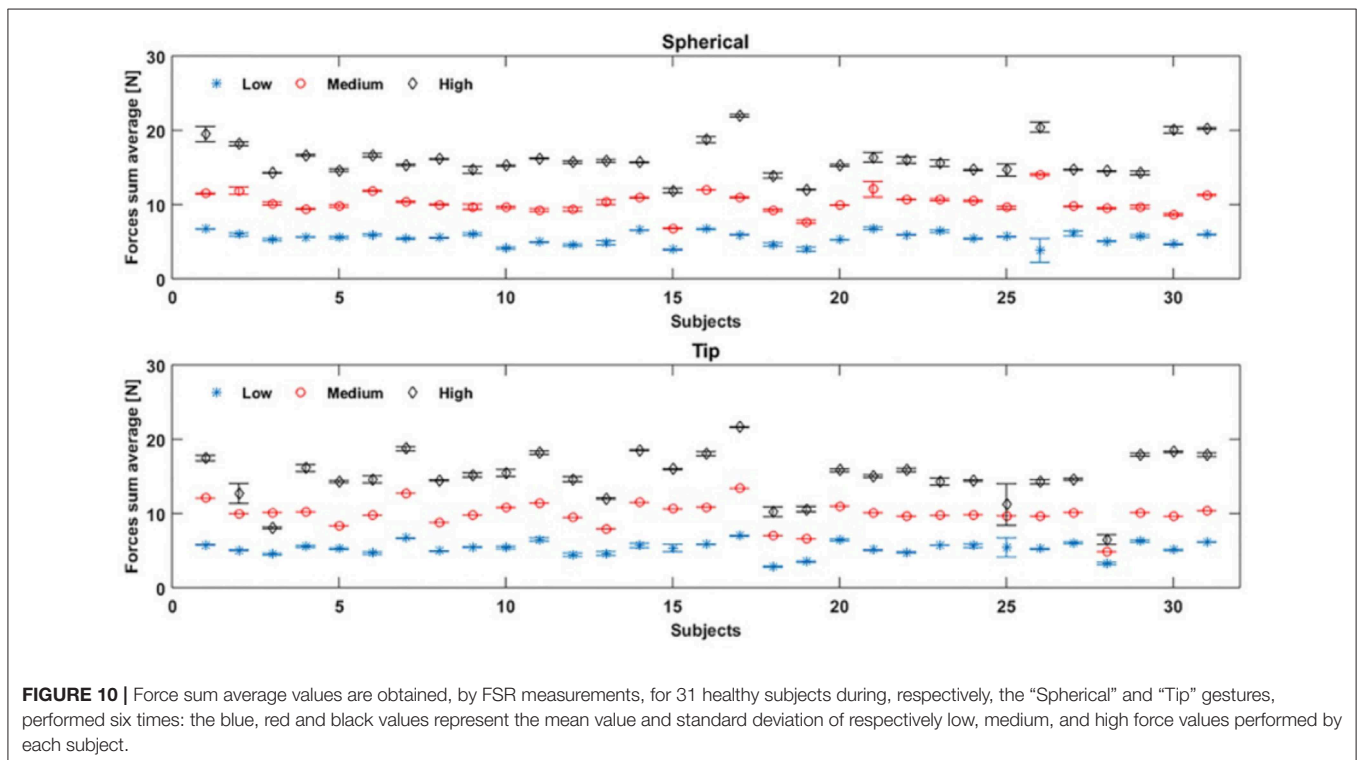 Spherical
30
Low Medium High
20
10
0
Forces sum average [N]
0 5 10 15 20 25 30
Subjects
Tip
30
Low Medium High
20
10
0
Forces sum average [N]
0 5 10 15 20 25 30
Subjects
FIGURE 10 | Force sum average values are obtained, by FSR measurements, for 31 healthy subjects during, respectively, the “Spherical” and “Tip” gestures,
performed six times: the blue, red and black values represent the mean value and standard deviation of respectively low, medium, and high force values performed by
each subject.